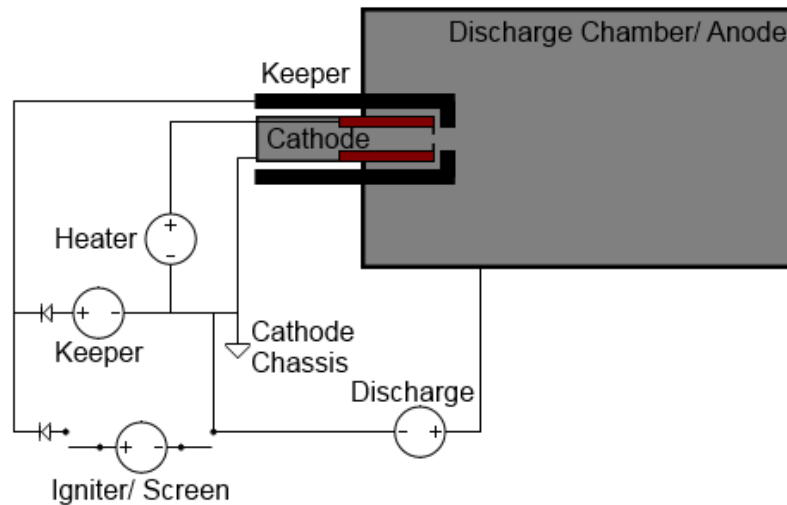 Discharge Chamber/ Anode
Keeper
Cathode
+
Heater
-
+ -
Keeper
Cathode
Chassis
Discharge
- +
+ -
Igniter/ Screen